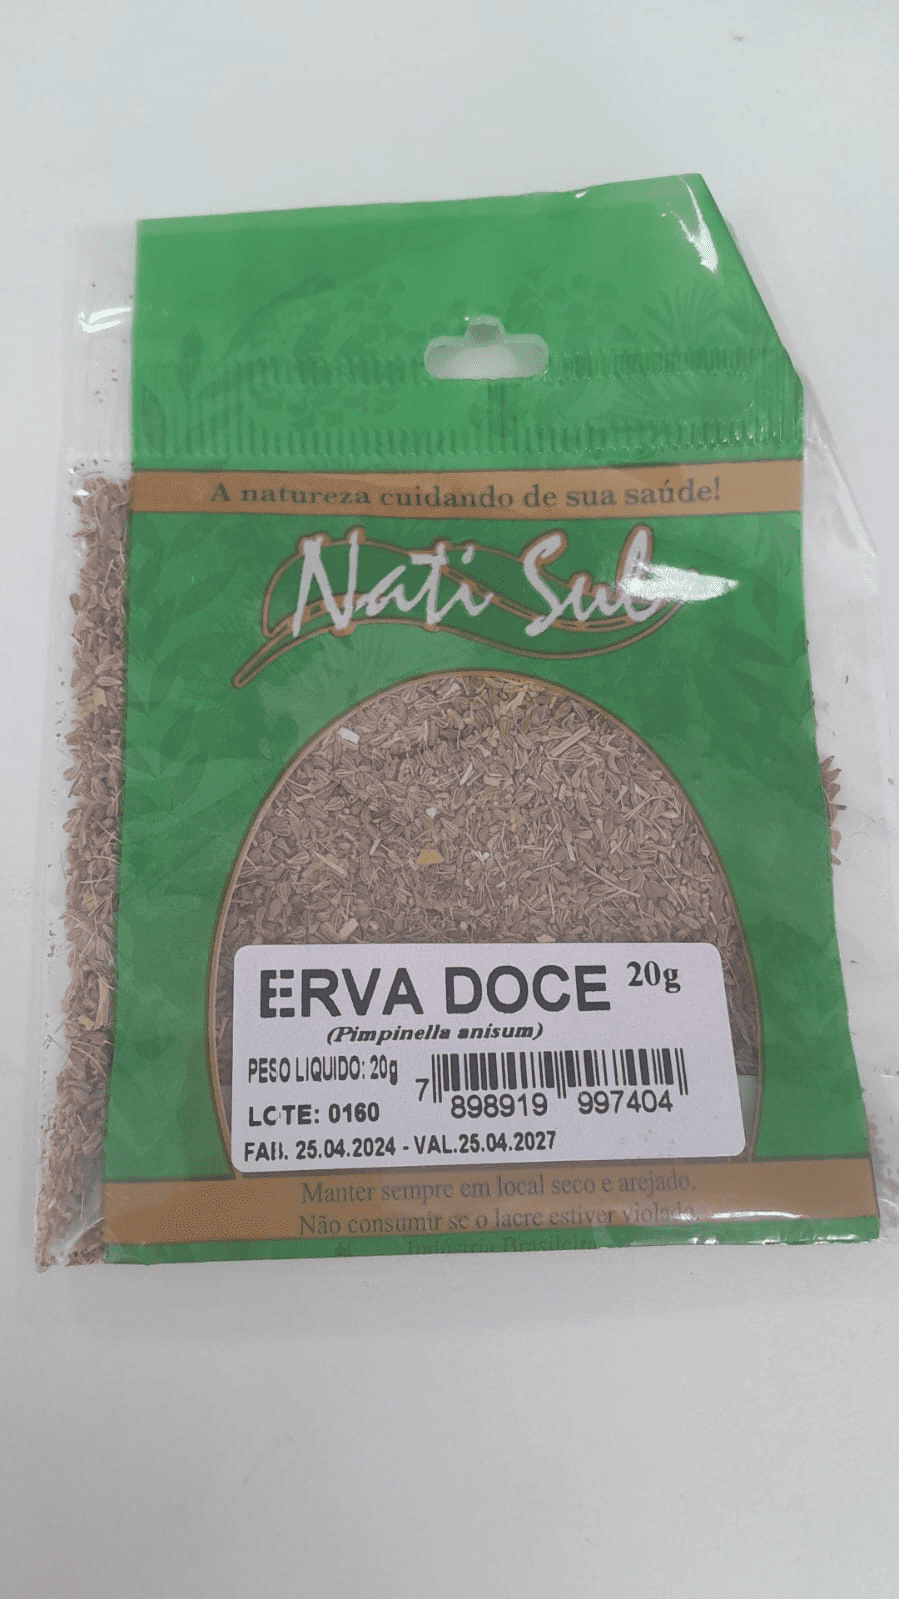 A natureza cuidando de sua saúde!
Nati Sul
ERVA DOCE 20g
(Pimpinella anisum)
PESO LIQUIDO: 20g
LOTE: 0160
7 898919 997404
FAB. 25.04.2024 - VAL.25.04.2027
Manter sempre em local seco e arejado.
Não consumir se o lacre estiver violado.
Indústria Brasileira